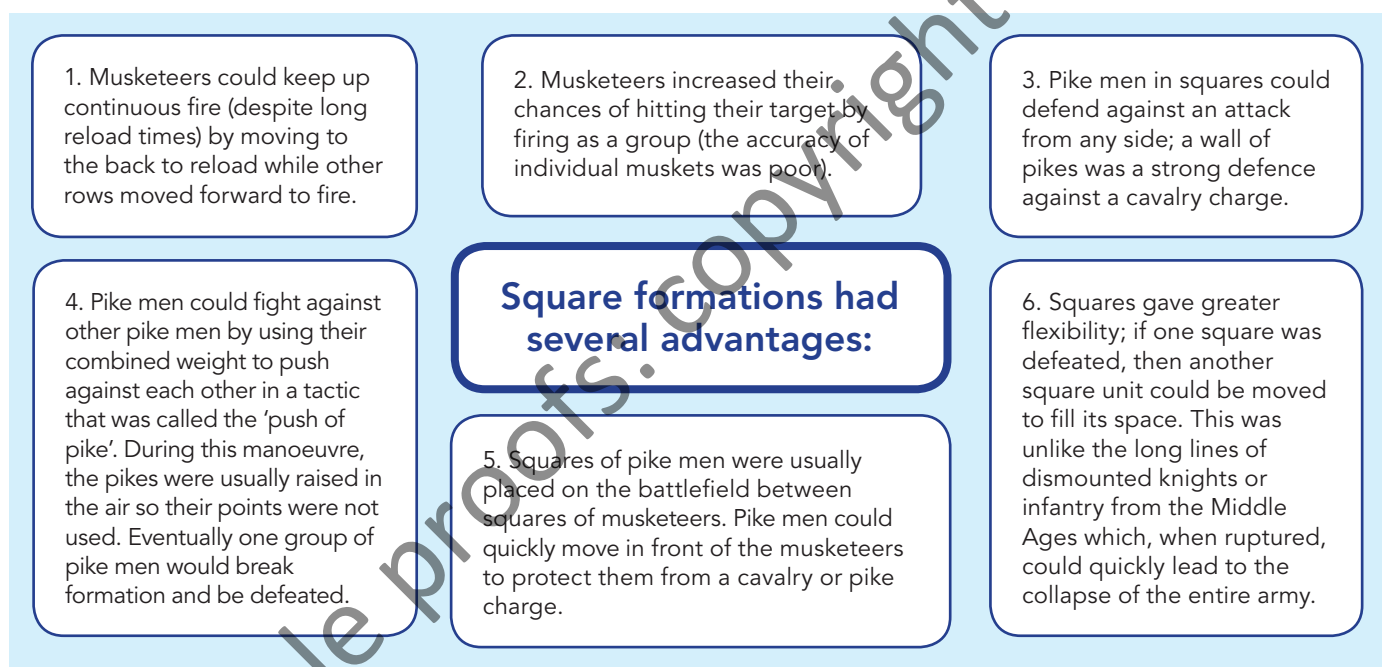 1. Musketeers could keep up
continuous fire (despite long
reload times) by moving to
the back to reload while other
rows moved forward to fire.
2. Musketeers increased their
chances of hitting their target by
firing as a group (the accuracy of
individual muskets was poor).
3. Pike men in squares could
defend against an attack
from any side; a wall of
pikes was a strong defence
against a cavalry charge.
Square formations had
several advantages:
4. Pike men could fight against
other pike men by using their
combined weight to push
against each other in a tactic
that was called the ‘push of
pike’. During this manoeuvre,
the pikes were usually raised in
the air so their points were not
used. Eventually one group of
pike men would break
formation and be defeated.
5. Squares of pike men were usually
placed on the battlefield between
squares of musketeers. Pike men could
quickly move in front of the musketeers
to protect them from a cavalry or pike
charge.
6. Squares gave greater
flexibility; if one square was
defeated, then another
square unit could be moved
to fill its space. This was
unlike the long lines of
dismounted knights or
infantry from the Middle
Ages which, when ruptured,
could quickly lead to the
collapse of the entire army.
le proofs: copyright